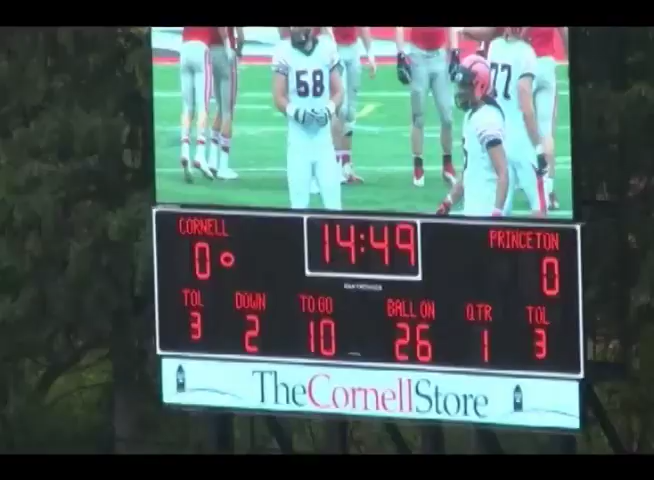 58
77
CORNELL
14:49
PRINCETON
0
0
TOL
DOWN
TO GO
BALL ON
QTR
TOL
3
2
10
26
1
3
TheCornellStore